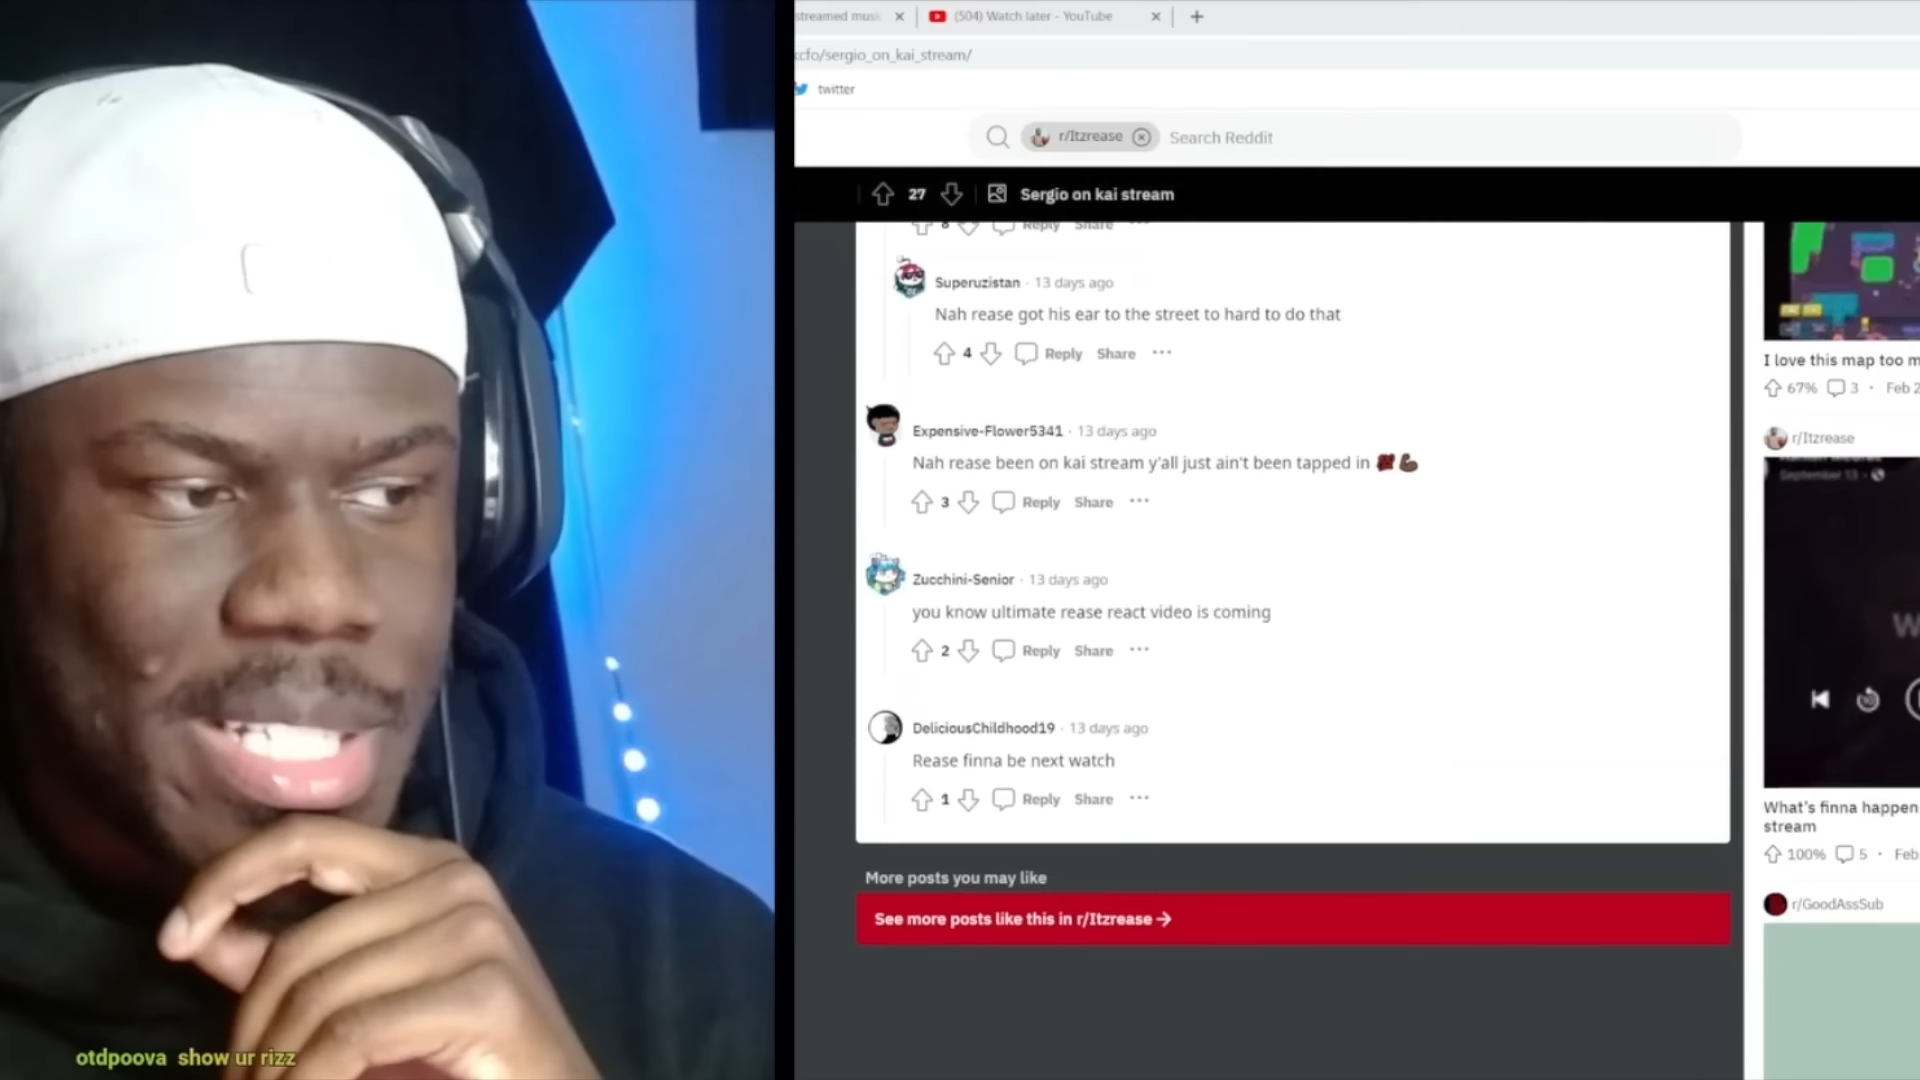 streamed music
(504) Watch later - YouTube
cfo/sergio_on_kai_stream/
twitter
r/Itzrease
Search Reddit
27
Sergio on kai stream
8
Reply
Share
Superuzistan · 13 days ago
Nah rease got his ear to the street to hard to do that
4
Reply
Share
Expensive-Flower5341 · 13 days ago
Nah rease been on kai stream y'all just ain't been tapped in 💯💪🏿
3
Reply
Share
Zucchini-Senior · 13 days ago
you know ultimate rease react video is coming
2
Reply
Share
DeliciousChildhood19 · 13 days ago
Rease finna be next watch
1
Reply
Share
More posts you may like
See more posts like this in r/Itzrease →
I love this map too m
67%
3 · Feb 2
r/Itzrease
September 13 ·
W
What's finna happen
stream
100%
5 · Feb
r/GoodAssSub
otdpoova show ur rizz